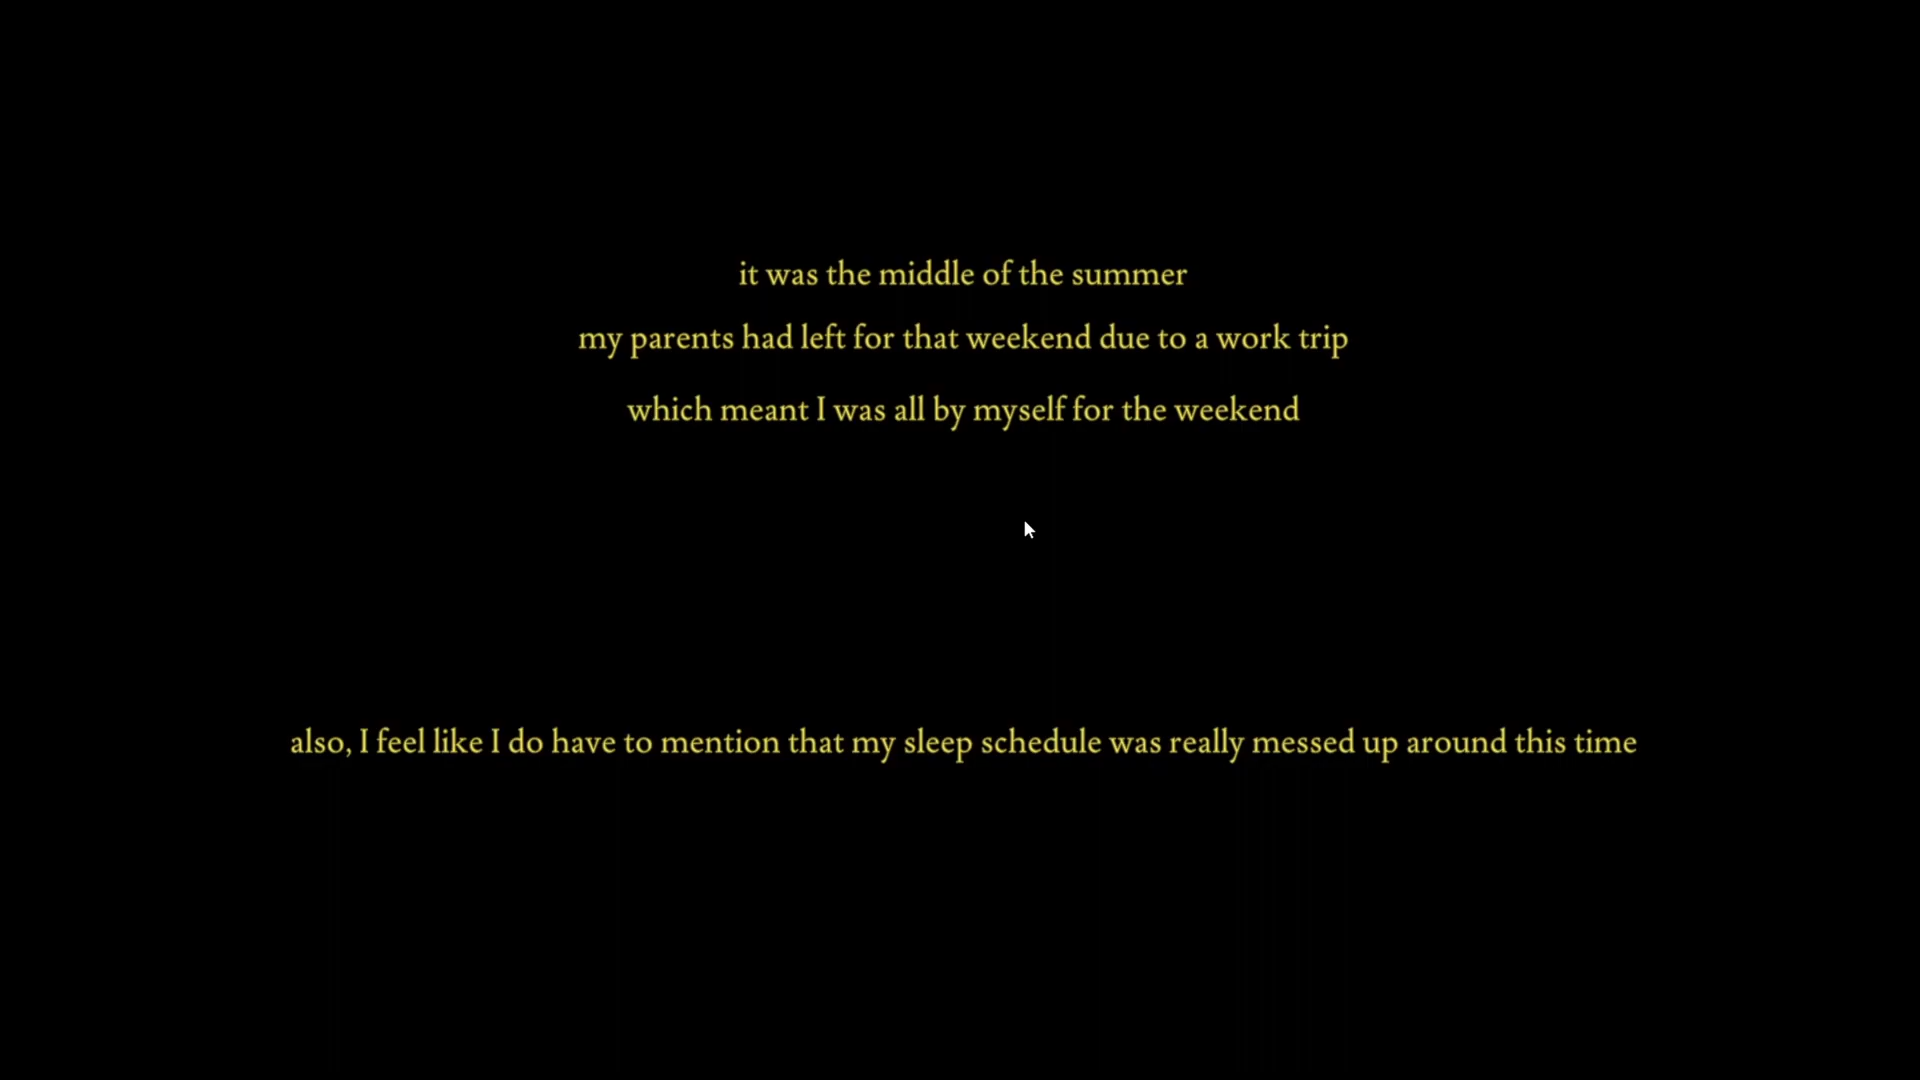 it was the middle of the summer
my parents had left for that weekend due to a work trip
which meant I was all by myself for the weekend
also, I feel like I do have to mention that my sleep schedule was really messed up around this time